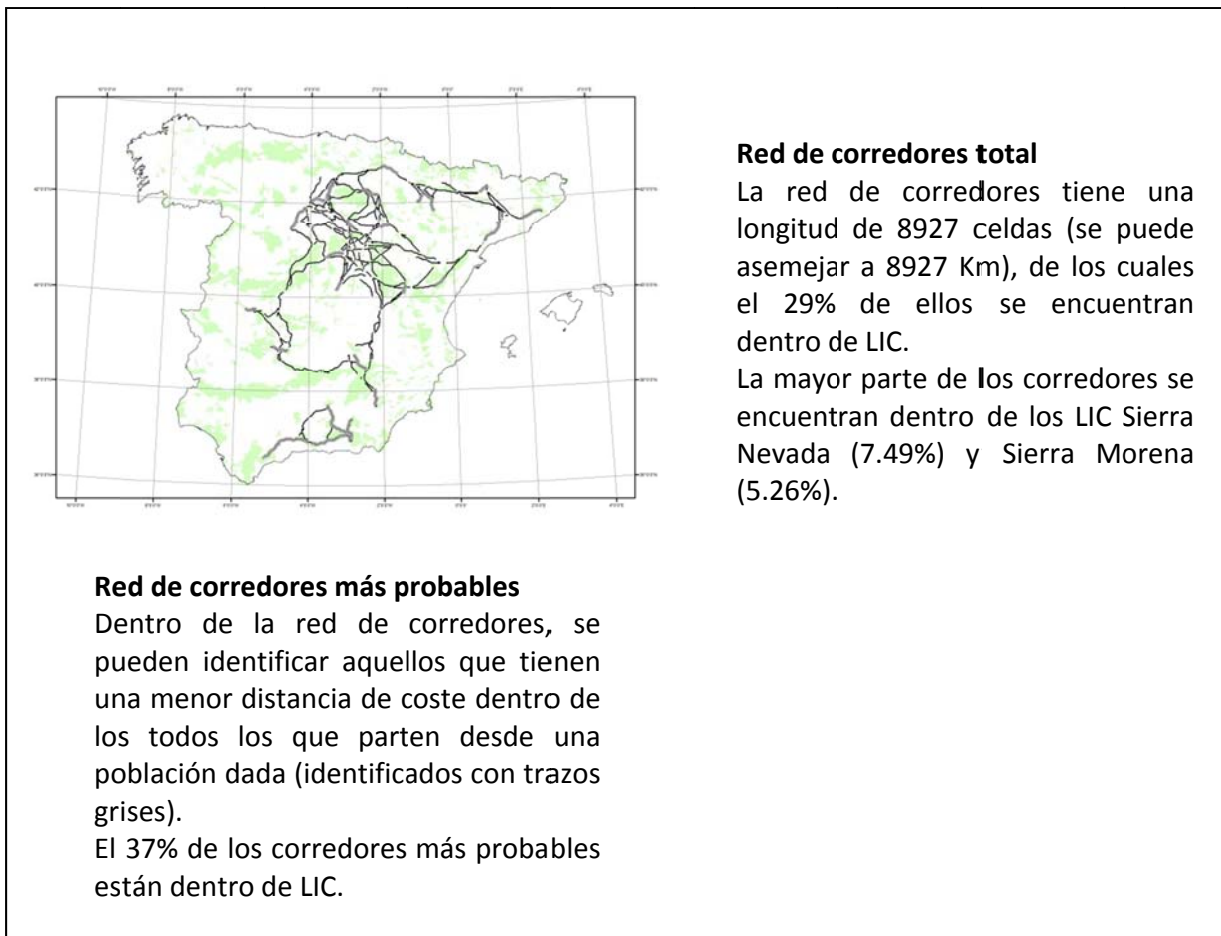 Red de corredores total
La red de corredores tiene una
longitud de 8927 celdas (se puede
asemejar a 8927 Km), de los cuales
el 29% de ellos se encuentran
dentro de LIC.
La mayor parte de los corredores se
encuentran dentro de los LIC Sierra
Nevada (7.49%) y Sierra Morena
(5.26%).
Red de corredores más probables
Dentro de la red de corredores, se
pueden identificar aquellos que tienen
una menor distancia de coste dentro de
los todos los que parten desde una
población dada (identificados con trazos
grises).
El 37% de los corredores más probables
están dentro de LIC.